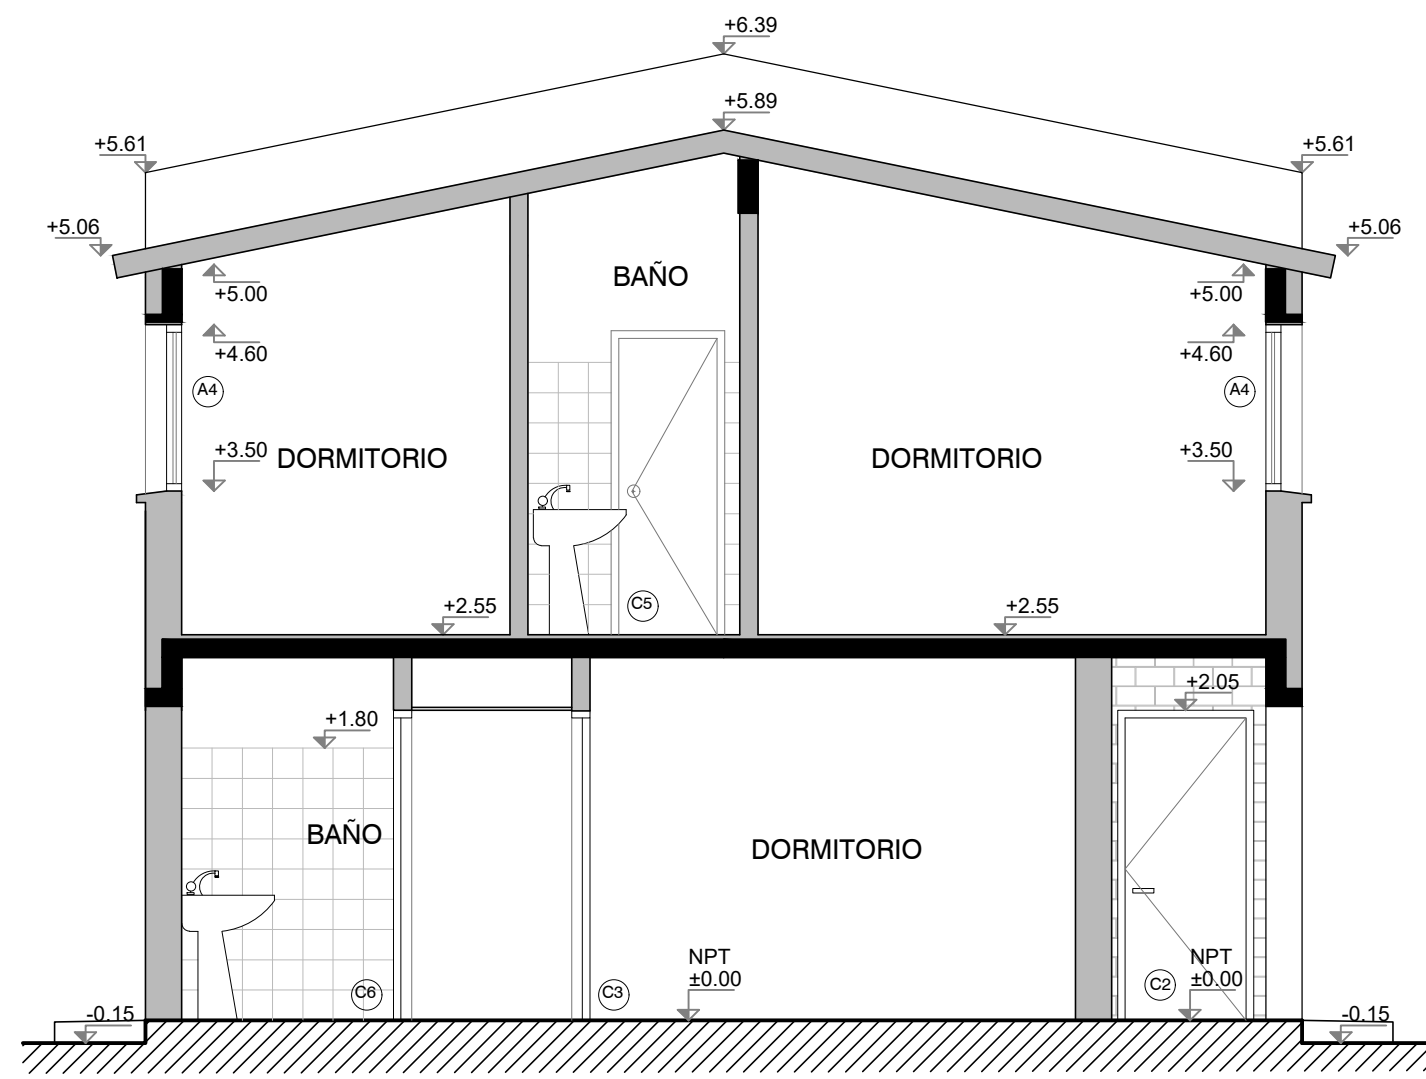 +6.39
+5.89
+5.61
+5.61
+5.06
+5.06
BAÑO
+5.00
+5.00
+4.60
+4.60
A4
A4
+3.50
DORMITORIO
DORMITORIO
+3.50
C5
+2.55
+2.55
+2.05
+1.80
BAÑO
DORMITORIO
NPT
±0.00
NPT
±0.00
C6
C3
C2
-0.15
-0.15